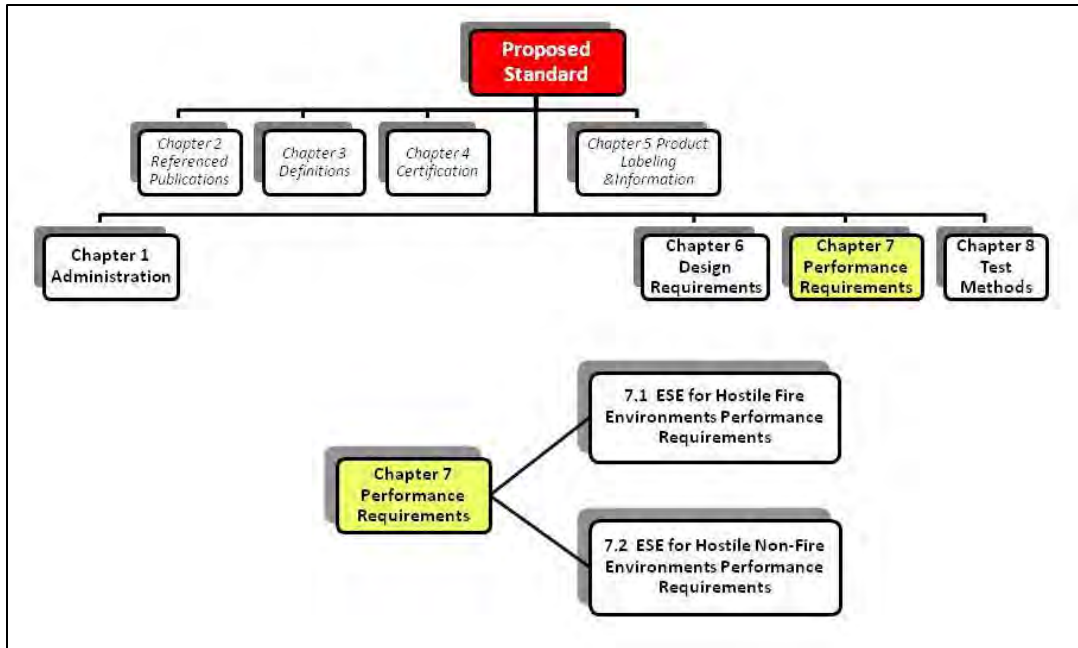 Proposed
Standard
Chapter 2
Referenced
Publications
Chapter 3
Definitions
Chapter 4
Certification
Chapter 5 Product
Labeling
&Information
Chapter 1
Administration
Chapter 6
Design
Requirements
Chapter 7
Performance
Requirements
Chapter 8
Test
Methods
7.1 ESE for Hostile Fire
Environments Performance
Requirements
Chapter 7
Performance
Requirements
7.2 ESE for Hostile Non-Fire
Environments Performance
Requirements